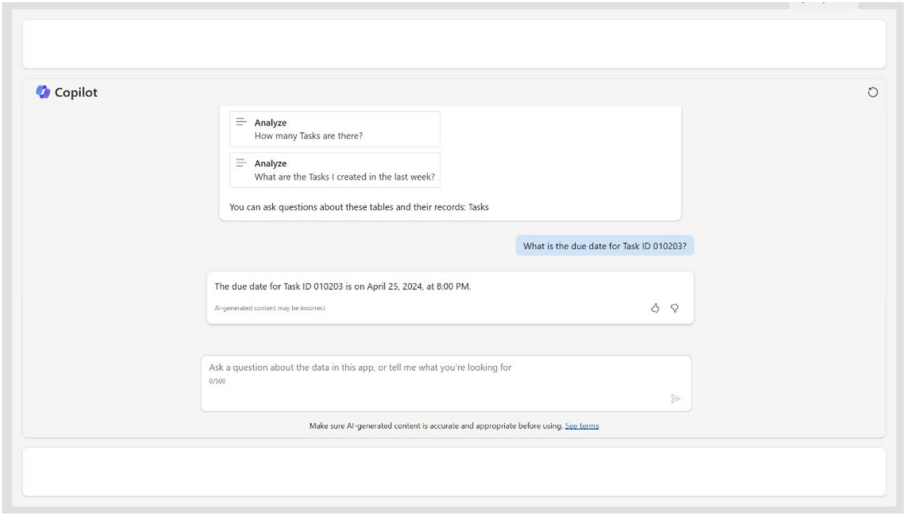 Copilot
Analyze
How many Tasks are there?
Analyze
What are the Tasks I created in the last week?
You can ask questions about these tables and their records: Tasks
What is the due date for Task ID 010203?
The due date for Task ID 010203 is on April 25, 2024, at 8:00 PM.
AI-generated content may be incorrect
Ask a question about the data in this app, or tell me what you're looking for
0/500
Make sure AI-generated content is accurate and appropriate before using. See terms